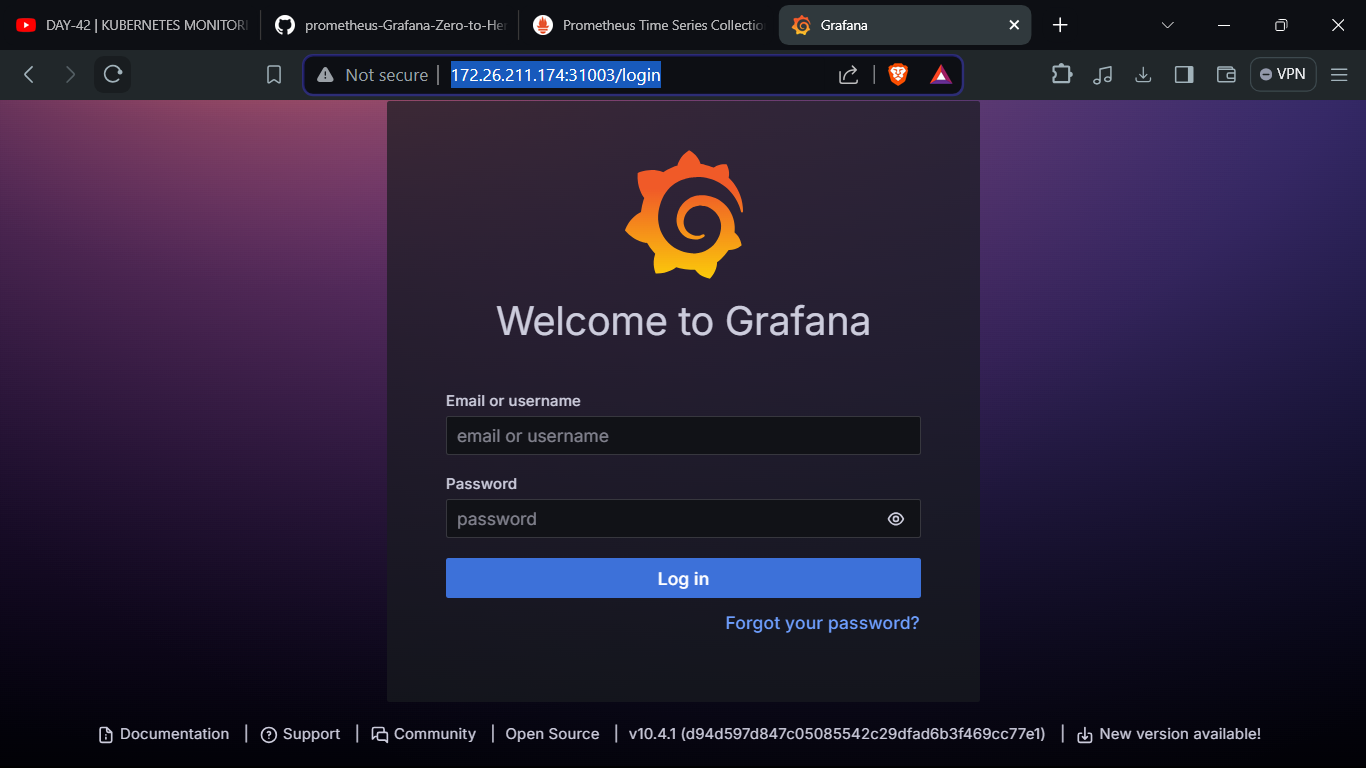 DAY-42 | KUBERNETES MONITORI
prometheus-Grafana-Zero-to-He
Prometheus Time Series Collectio
Grafana
Not secure
172.26.211.174:31003/login
VPN
Welcome to Grafana
Email or username
email or username
Password
password
Log in
Forgot your password?
Documentation | Support | Community | Open Source | v10.4.1 (d94d597d847c05085542c29dfad6b3f469cc77e1) | New version available!